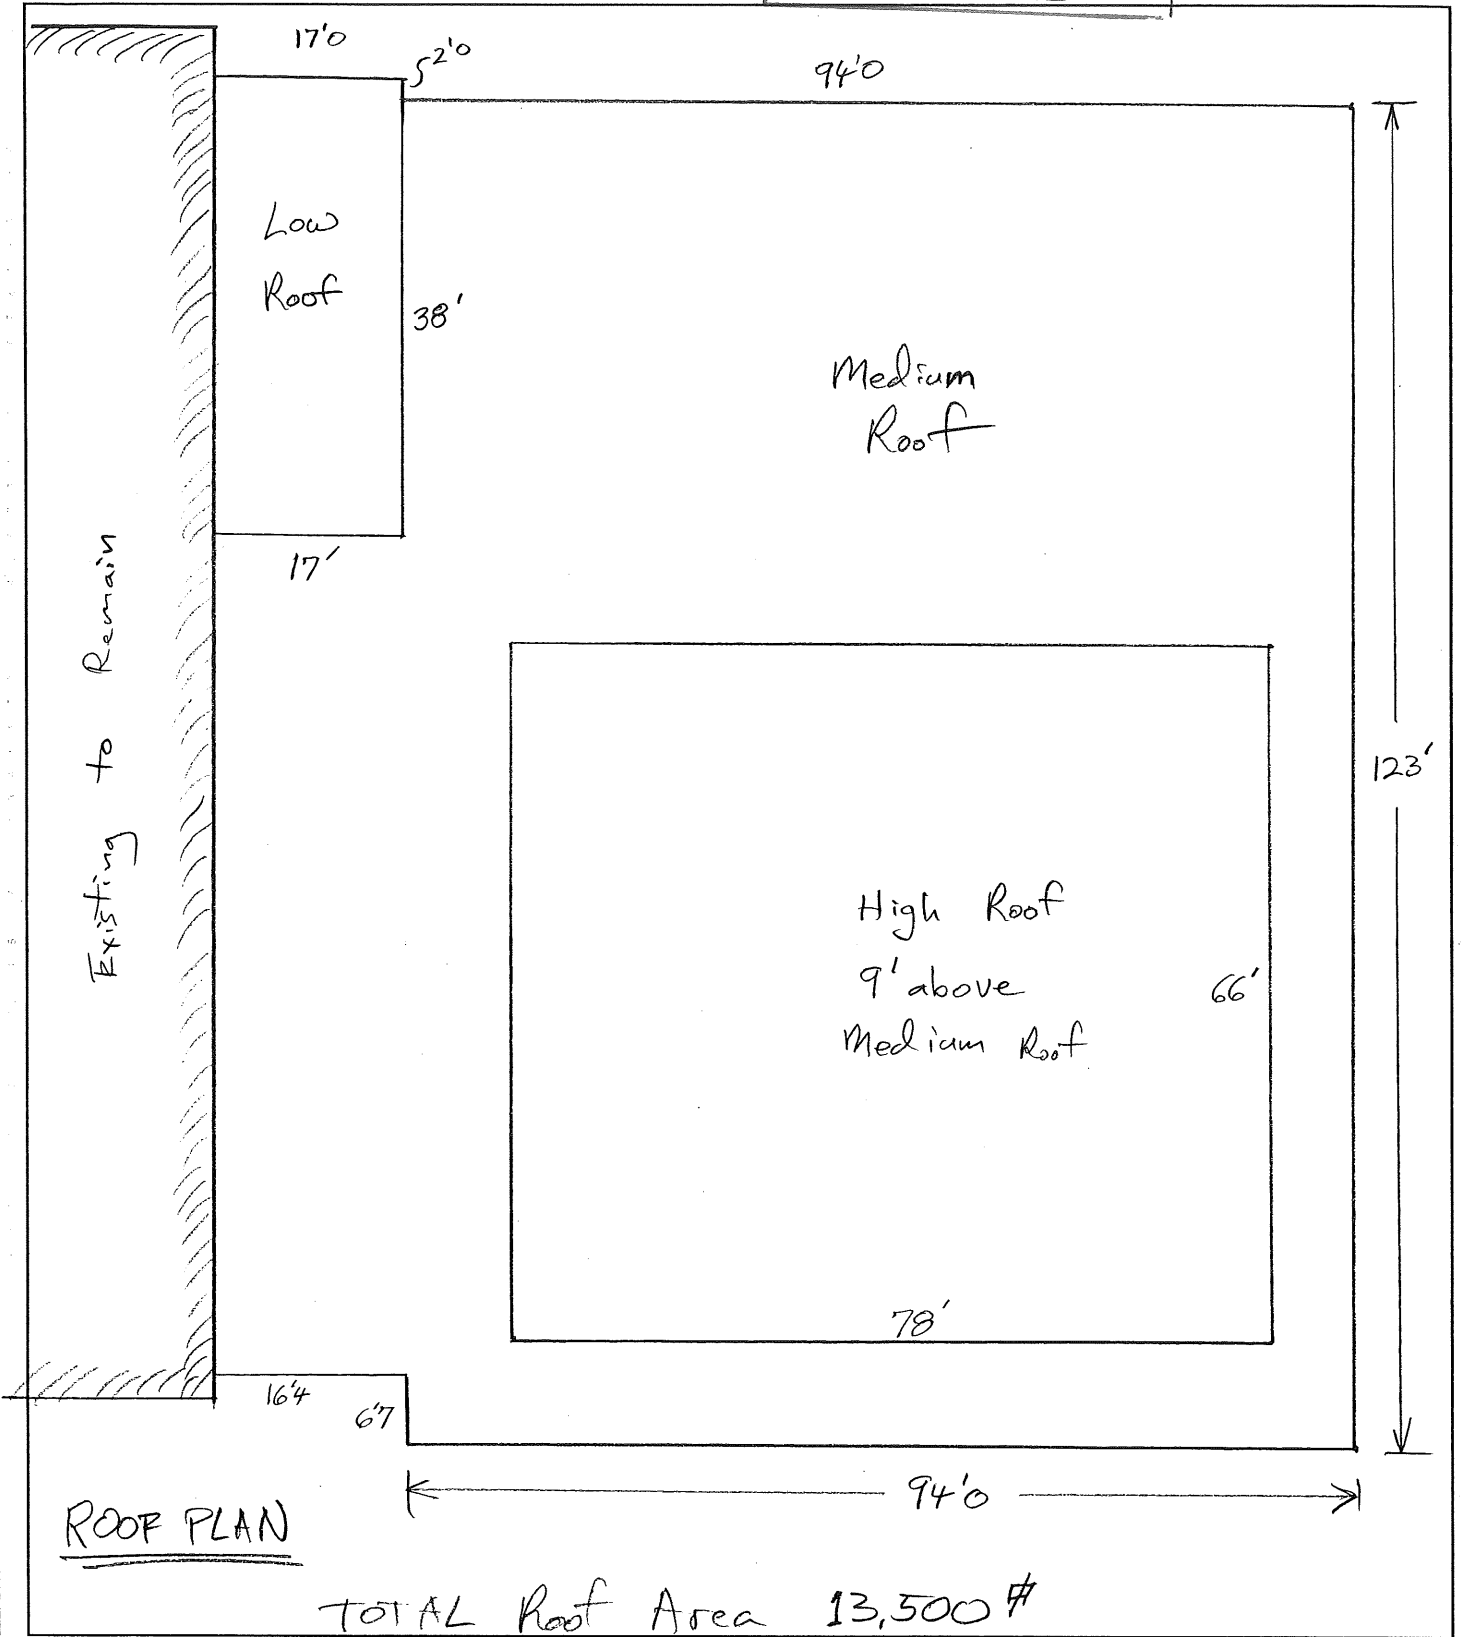 17'0
2'0
94'0
Low
Roof
38'
17'
Medium
Roof
123'
Existing to Remain
High Roof
9' above
Medium Roof
66'
78'
16'4
6'7
94'0
ROOF PLAN
TOTAL Roof Area 13,500 #